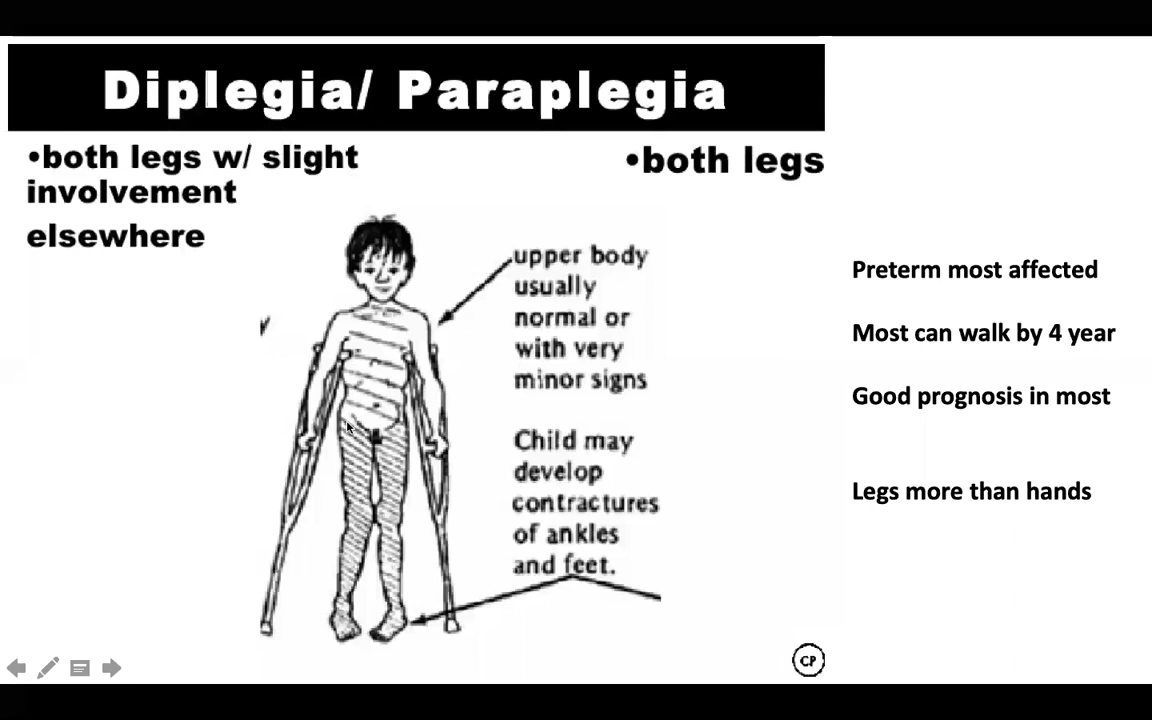 Diplegia/ Paraplegia
•both legs w/ slight
involvement
elsewhere
•both legs
upper body
usually
normal or
with very
minor signs
Child may
develop
contractures
of ankles
and feet.
Preterm most affected
Most can walk by 4 year
Good prognosis in most
Legs more than hands
CP